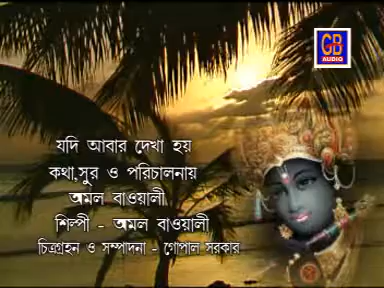 GB
AUDIO
যদি আবার দেখা হয়
কথা,সুর ও পরিচালনায়
অমল বাওয়ালী
শিল্পী - অমল বাওয়ালী
চিত্রগ্রহন ও সম্পাদনা - গোপাল সরকার